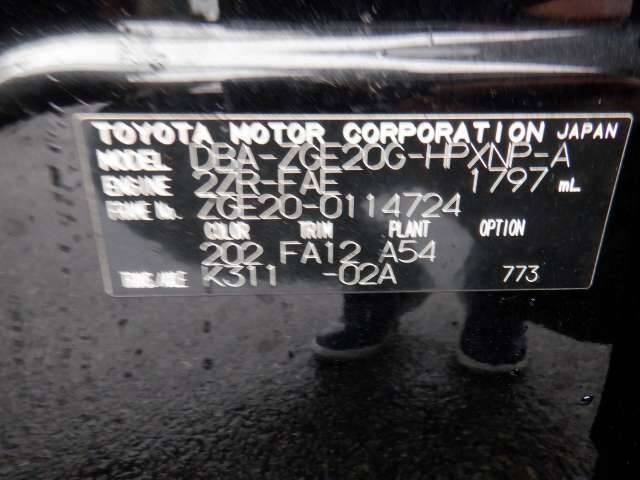 TOYOTA MOTOR CORPORATION JAPAN
MODEL DBA-ZGE20G-HPXNP-A
ENGINE 2ZR-FAE 1797 mL
FRAME No. ZGE20-0114724
COLOR TRIM PLANT OPTION
202 FA12 A54
TRANS/AXLE K311 -02A 773